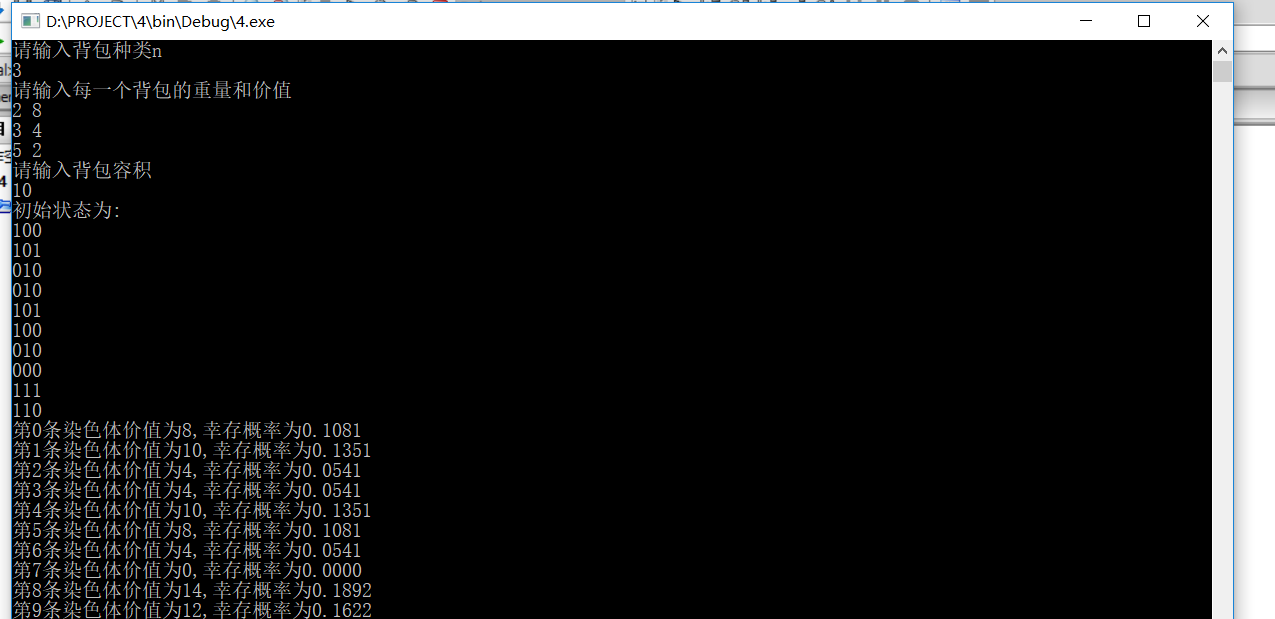 D:\PROJECT\4\bin\Debug\4.exe
请输入背包种类n
3
请输入每一个背包的重量和价值
2 8
3 4
5 2
请输入背包容积
10
初始状态为:
100
101
010
010
101
100
010
000
111
110
第0条染色体价值为8,幸存概率为0.1081
第1条染色体价值为10,幸存概率为0.1351
第2条染色体价值为4,幸存概率为0.0541
第3条染色体价值为4,幸存概率为0.0541
第4条染色体价值为10,幸存概率为0.1351
第5条染色体价值为8,幸存概率为0.1081
第6条染色体价值为4,幸存概率为0.0541
第7条染色体价值为0,幸存概率为0.0000
第8条染色体价值为14,幸存概率为0.1892
第9条染色体价值为12,幸存概率为0.1622